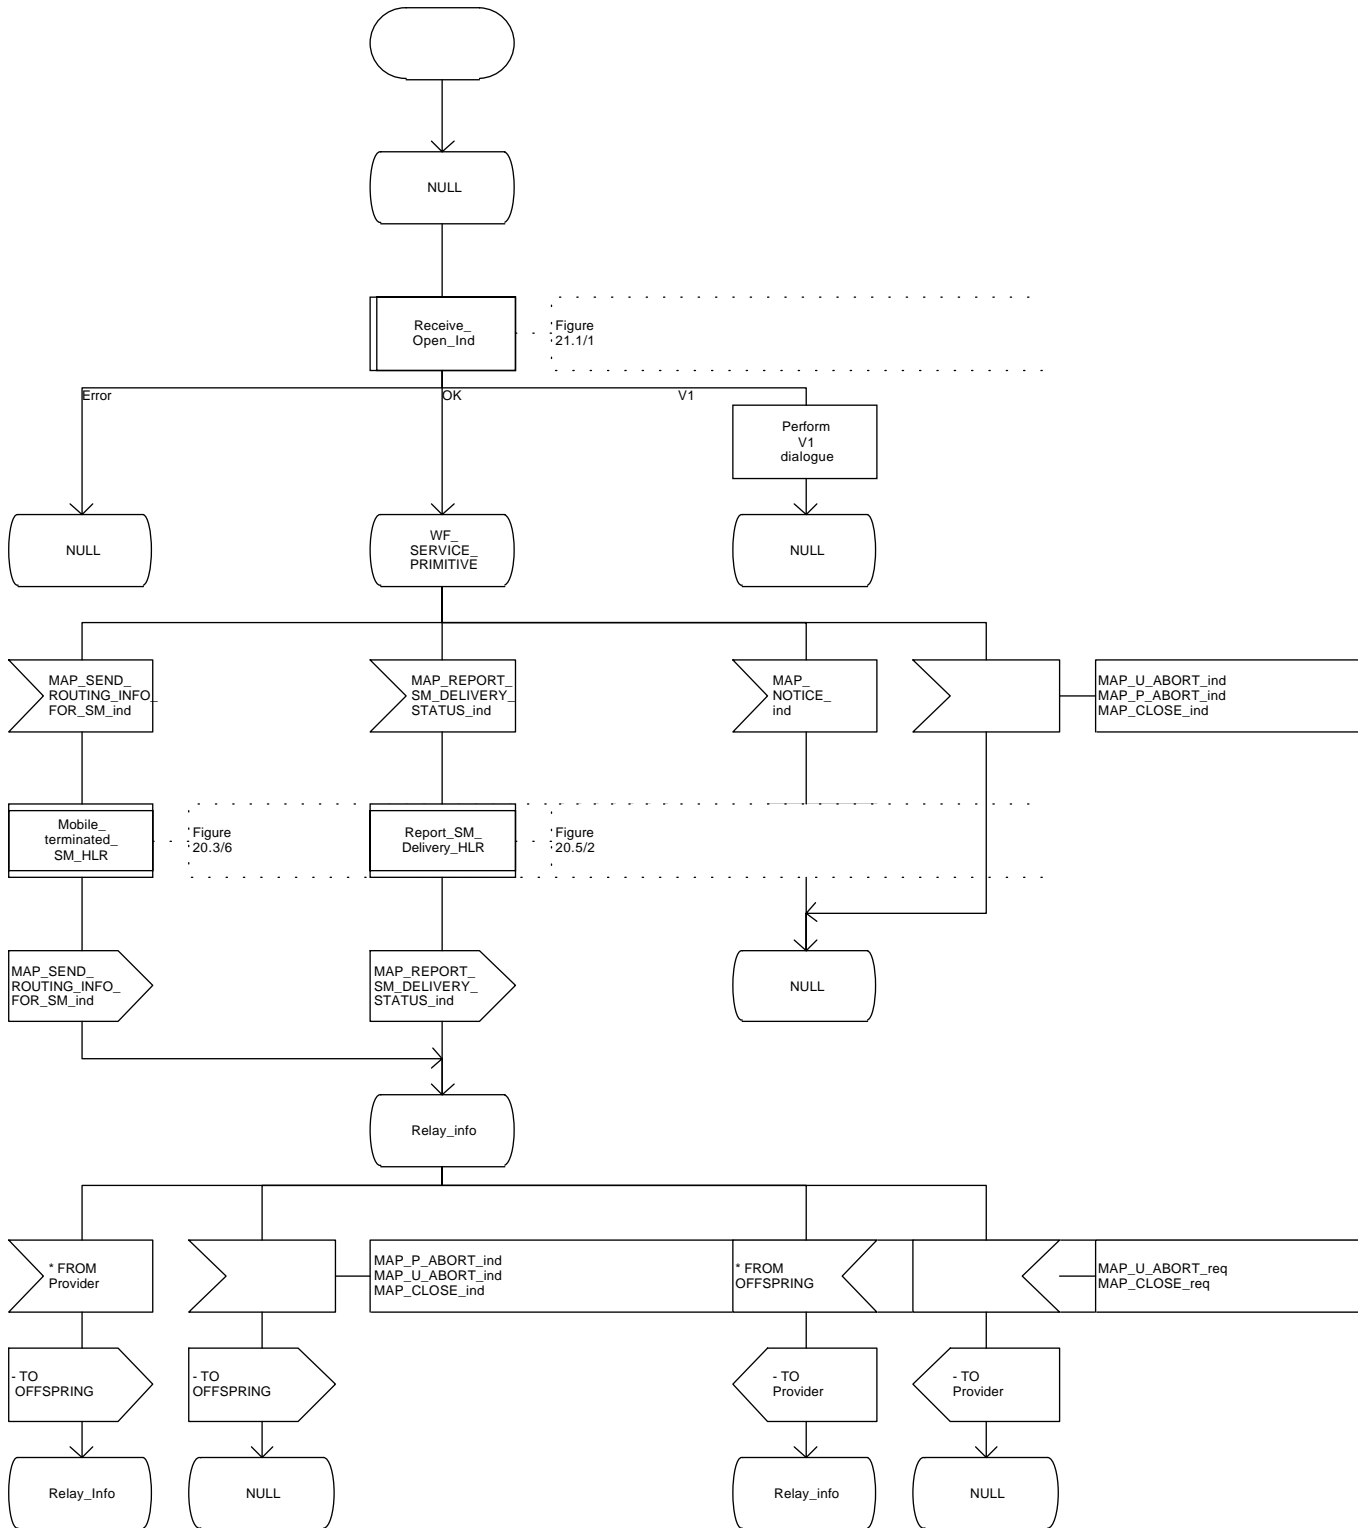 NULL
Receive_
Open_Ind
Figure
21.1/1
Error
OK
V1
Perform
V1
dialogue
NULL
WF_
SERVICE_
PRIMITIVE
NULL
MAP_SEND_
ROUTING_INFO_
FOR_SM_ind
MAP_REPORT_
SM_DELIVERY_
STATUS_ind
MAP_
NOTICE_
ind
MAP_U_ABORT_ind
MAP_P_ABORT_ind
MAP_CLOSE_ind
Mobile_
terminated_
SM_HLR
Figure
20.3/6
Report_SM_
Delivery_HLR
Figure
20.5/2
MAP_SEND_
ROUTING_INFO_
FOR_SM_ind
MAP_REPORT_
SM_DELIVERY_
STATUS_ind
NULL
Relay_info
* FROM
Provider
MAP_P_ABORT_ind
MAP_U_ABORT_ind
MAP_CLOSE_ind
* FROM
OFFSPRING
MAP_U_ABORT_req
MAP_CLOSE_req
- TO
OFFSPRING
- TO
OFFSPRING
- TO
Provider
- TO
Provider
Relay_Info
NULL
Relay_info
NULL